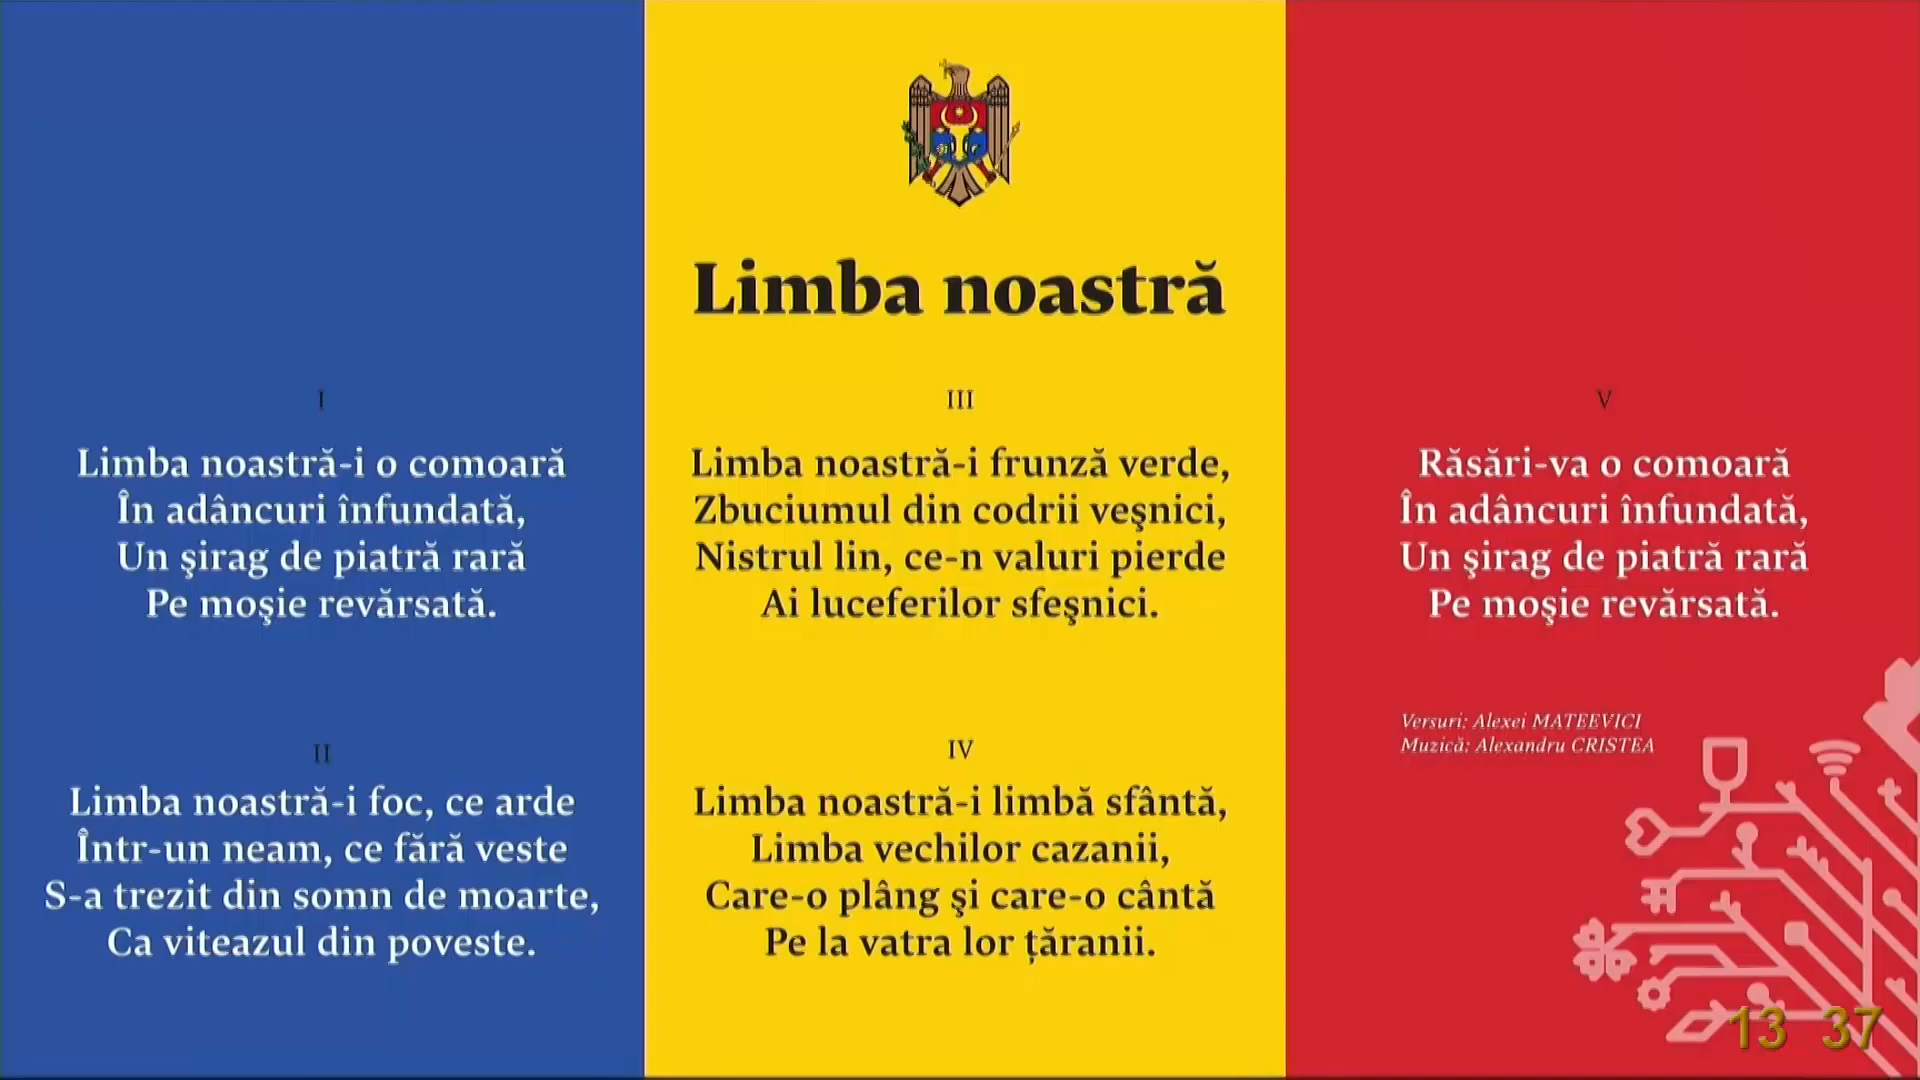 Limba noastră
I
Limba noastră-i o comoară
În adâncuri înfundată,
Un şirag de piatră rară
Pe moşie revărsată.
II
Limba noastră-i foc, ce arde
Într-un neam, ce fără veste
S-a trezit din somn de moarte,
Ca viteazul din poveste.
III
Limba noastră-i frunză verde,
Zbuciumul din codrii veşnici,
Nistrul lin, ce-n valuri pierde
Ai luceferilor sfeşnici.
IV
Limba noastră-i limbă sfântă,
Limba vechilor cazanii,
Care-o plâng şi care-o cântă
Pe la vatra lor țăranii.
V
Răsări-va o comoară
În adâncuri înfundată,
Un şirag de piatră rară
Pe moşie revărsată.
Versuri: Alexei MATEEVICI
Muzică: Alexandru CRISTEA
13 37